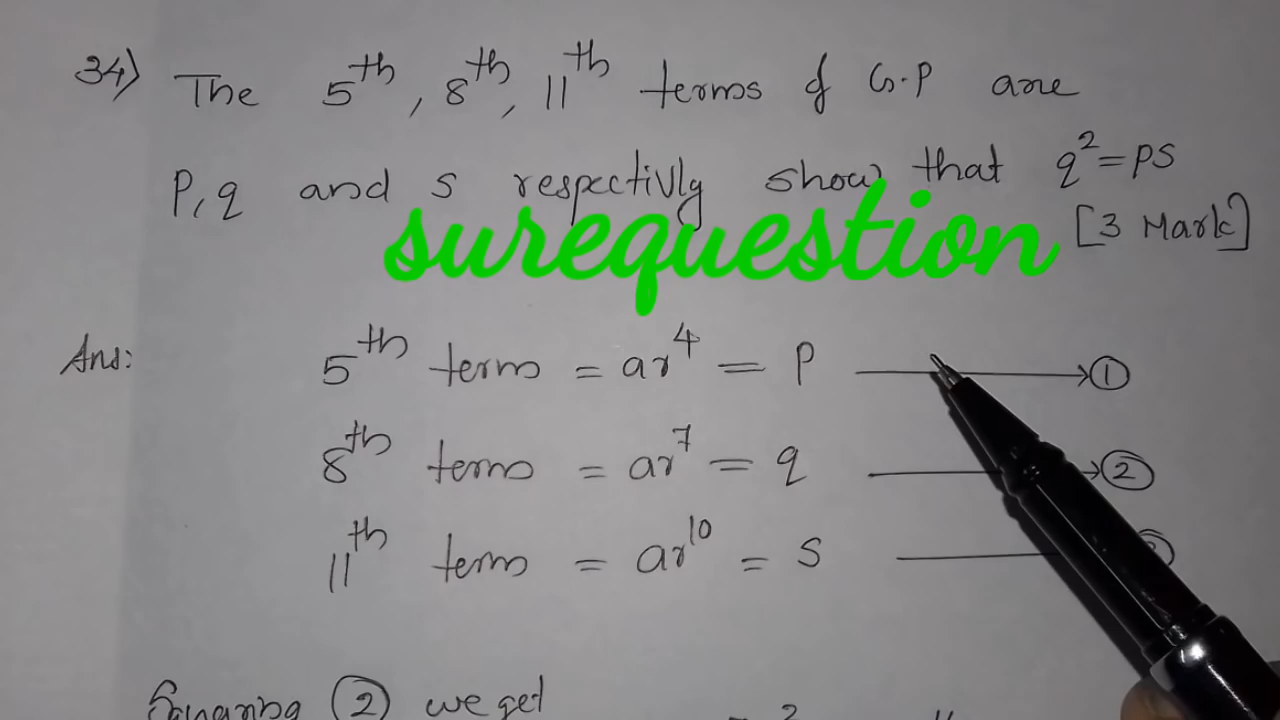 34) The 5th, 8th, 11th terms of G.P are
P, q and s respectivly show that q² = ps
surequestion
[3 Mark]
Ans: 5th term = ar⁴ = p → ①
8th term = ar⁷ = q → ②
11th term = ar¹⁰ = s
Squaring ② we get